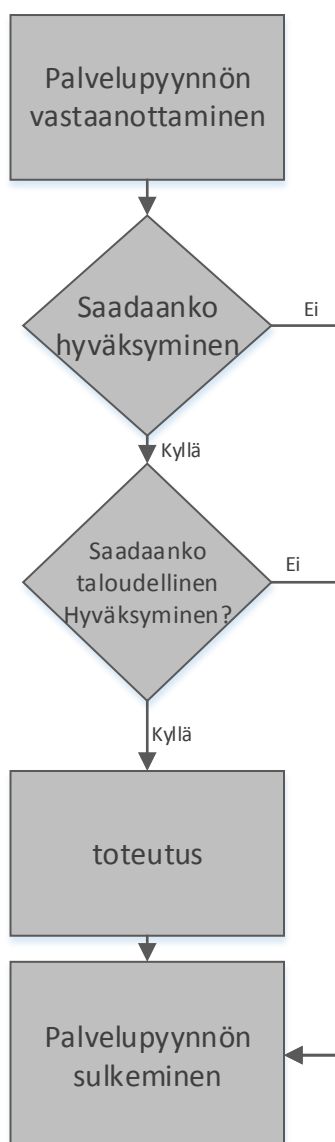 Palvelupyynnön
vastaanottaminen
Saadaanko
hyväksyminen
Ei
Kyllä
Saadaanko
taloudellinen
Hyväksyminen?
Ei
Kyllä
toteutus
Palvelupyynnön
sulkeminen